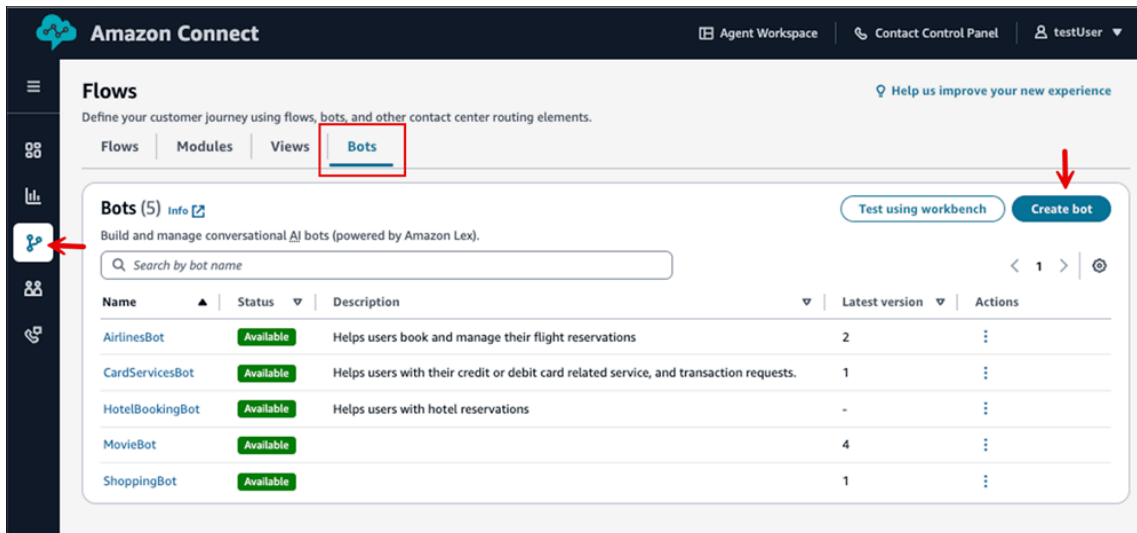 Amazon Connect
Agent Workspace
Contact Control Panel
testUser
Flows
Help us improve your new experience
Define your customer journey using flows, bots, and other contact center routing elements.
Flows Modules Views Bots
Bots (5) Info
Test using workbench
Create bot
Build and manage conversational AI bots (powered by Amazon Lex).
Search by bot name
1
Name Status Description Latest version Actions
AirlinesBot Available Helps users book and manage their flight reservations 2
CardServicesBot Available Helps users with their credit or debit card related service, and transaction requests. 1
HotelBookingBot Available Helps users with hotel reservations -
MovieBot Available 4
ShoppingBot Available 1